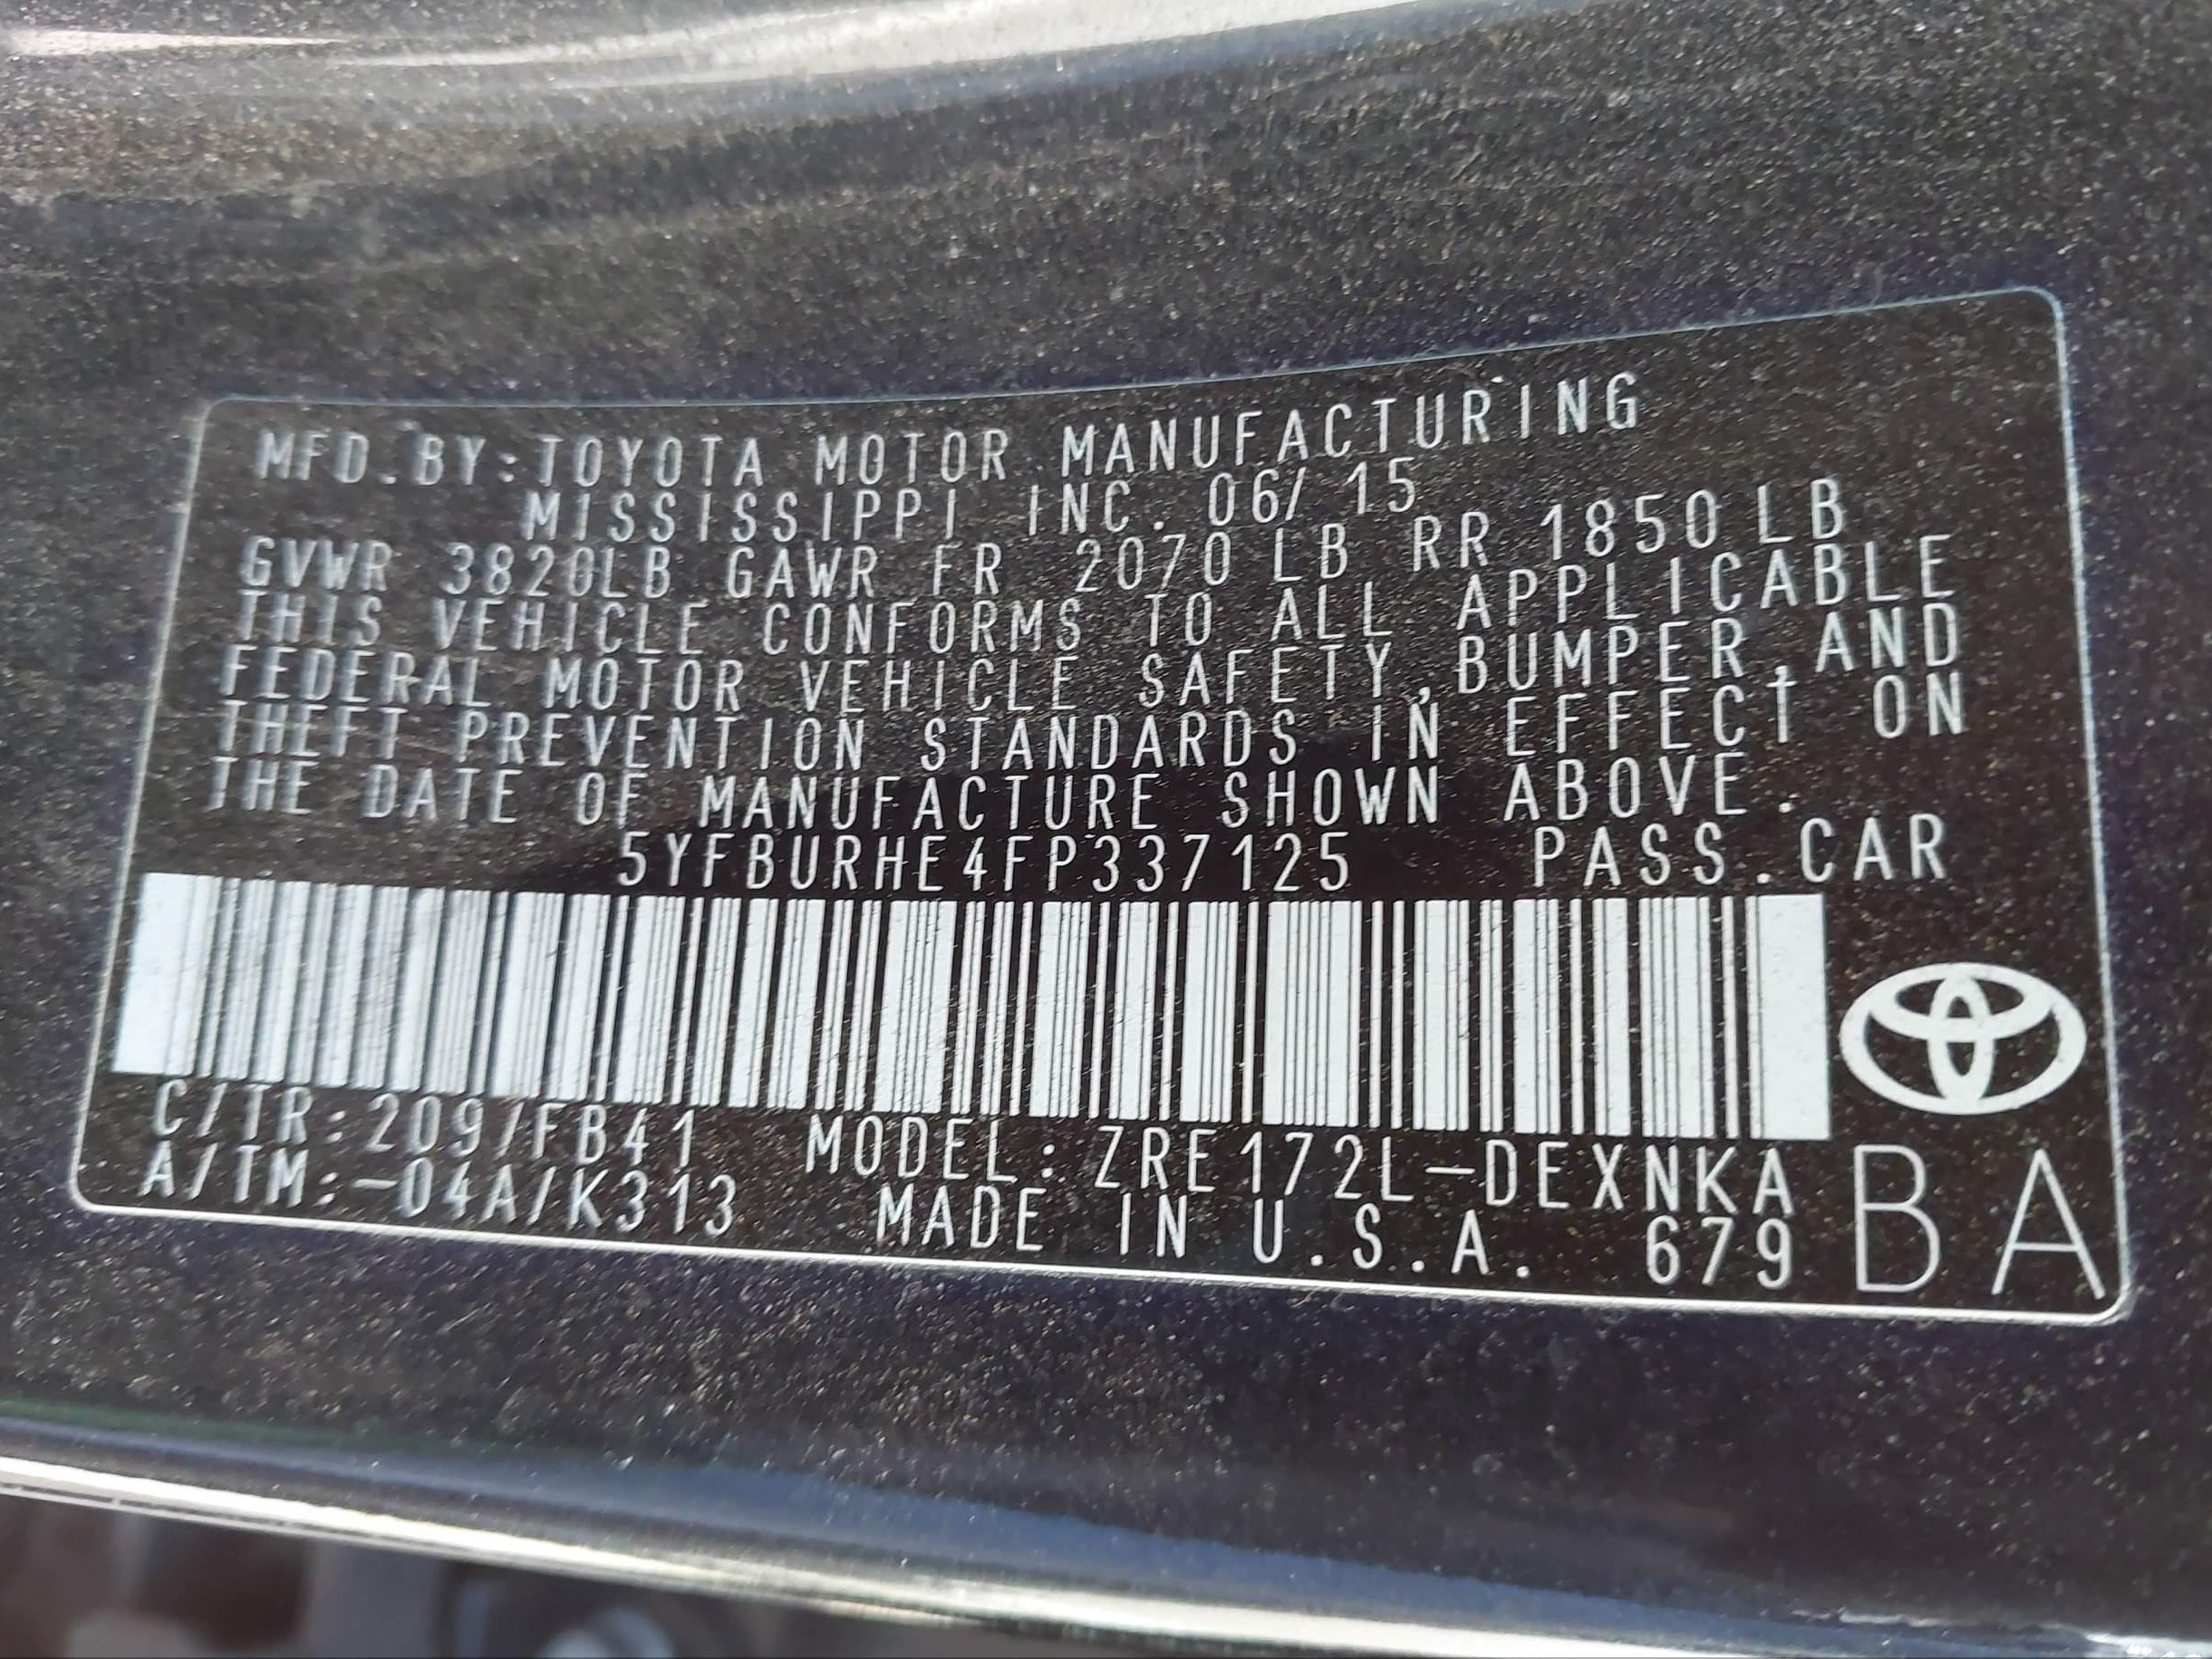 MFD.BY:TOYOTA MOTOR MANUFACTURING
MISSISSIPPI INC. 06/15
GVWR 3820LB GAWR FR 2070LB RR 1850LB
THIS VEHICLE CONFORMS TO ALL APPLICABLE
FEDERAL MOTOR VEHICLE SAFETY,BUMPER,AND
THEFT PREVENTION STANDARDS IN EFFECT ON
THE DATE OF MANUFACTURE SHOWN ABOVE.
5YFBURHE4FP337125 PASS.CAR
C/TR:209/FB41 MODEL:ZRE172L-DEXNKA
A/TM:-04A/K313 MADE IN U.S.A. 679
BA